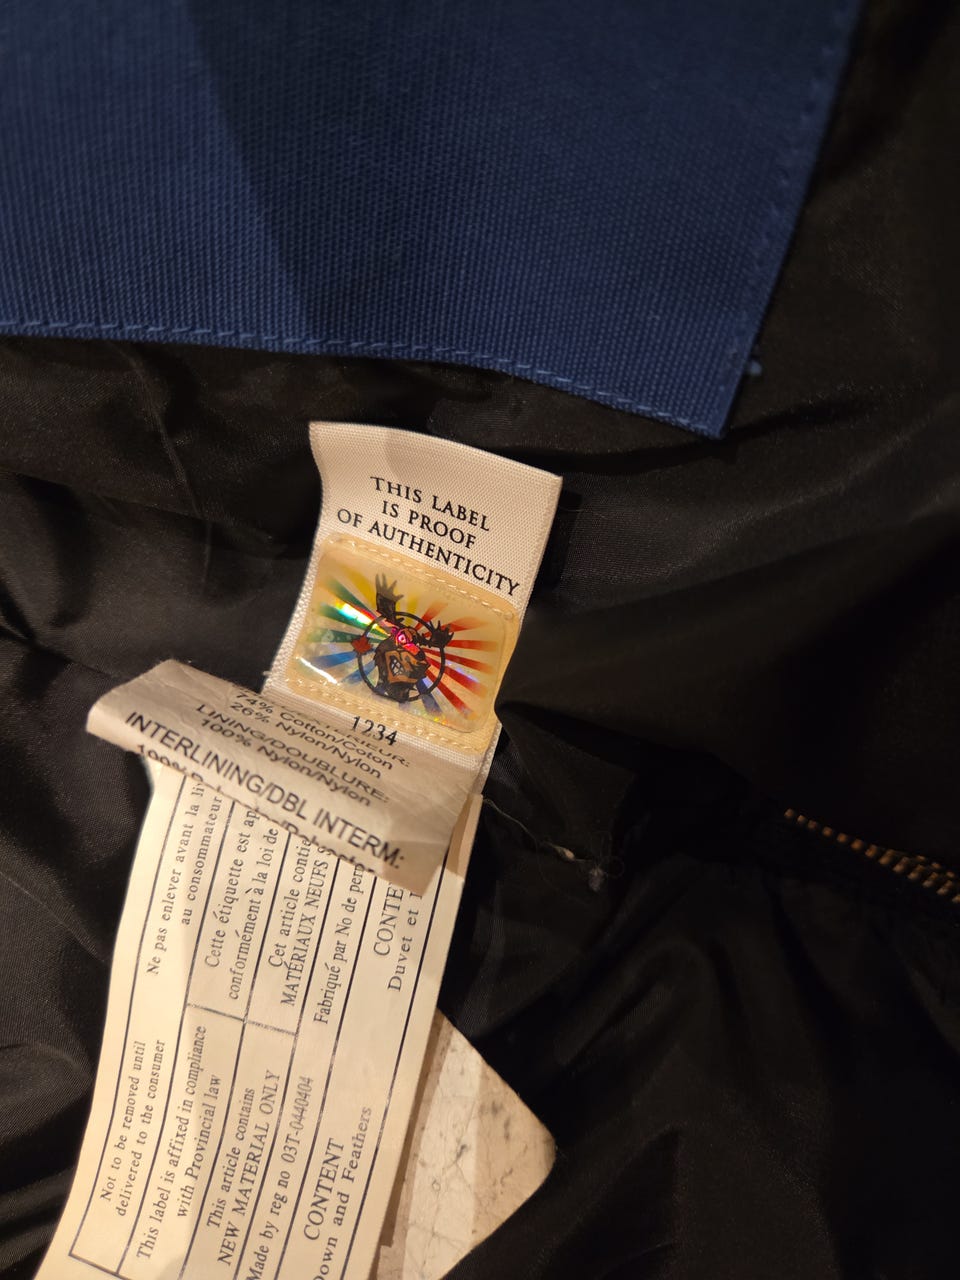 THIS LABEL
IS PROOF
OF AUTHENTICITY
1234
74% Cotton/Coton
26% Nylon/Nylon
LINING/DOUBLURE:
100% Nylon/Nylon
INTERLINING/DBL INTERM:
100%
Ne pas enlever avant la
au consommateur
Cette étiquette est
conformément à la loi de
Cet article
MATÉRIAUX NEUFS
Fabriqué par No de
Duvet et
Not to be removed until
delivered to the consumer
This label is affixed in compliance
with Provincial law
This article contains
NEW MATERIAL ONLY
Made by reg no 03T-0440404
CONTENT
Down and Feathers